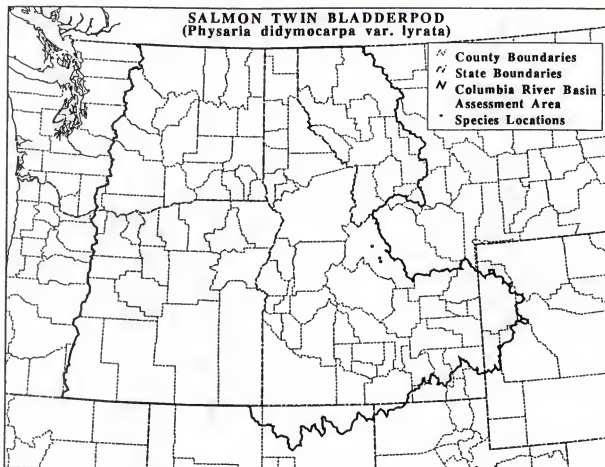 SALMON TWIN BLADDERPOD
(Physaria didymocarpa var. lyrata)
County Boundaries
State Boundaries
Columbia River Basin
Assessment Area
Species Locations